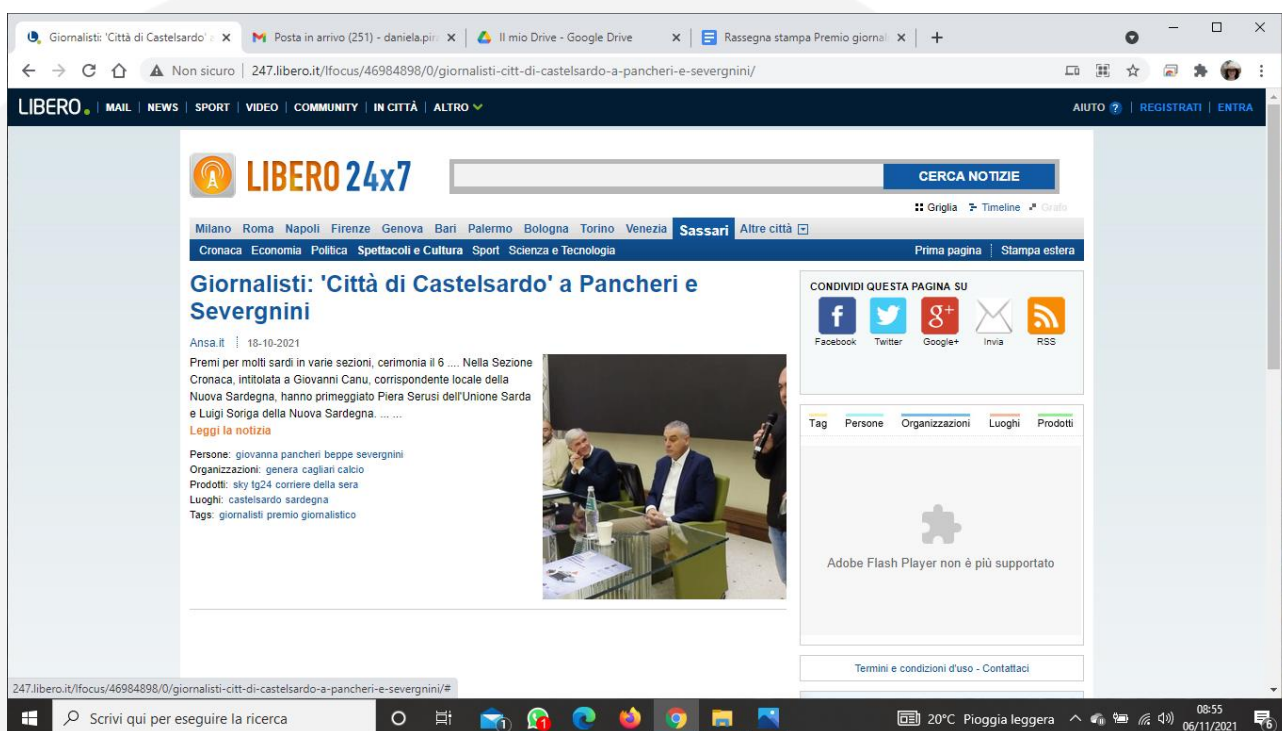 Giornalisti: 'Città di Castelsardo' a
Posta in arrivo (251) - daniela.pir
Il mio Drive - Google Drive
Rassegna stampa Premio giornal
Non sicuro | 247.libero.it/lfocus/46984898/0/giornalisti-citt-di-castelsardo-a-pancheri-e-severgnini/
LIBERO | MAIL | NEWS | SPORT | VIDEO | COMMUNITY | IN CITTÀ | ALTRO
AIUTO ? | REGISTRATI | ENTRA
LIBERO 24x7
CERCA NOTIZIE
Griglia Timeline Grafo
Milano Roma Napoli Firenze Genova Bari Palermo Bologna Torino Venezia Sassari Altre città
Cronaca Economia Politica Spettacoli e Cultura Sport Scienza e Tecnologia
Prima pagina Stampa estera
Giornalisti: 'Città di Castelsardo' a Pancheri e
Severgnini
Ansa.it 18-10-2021
Premi per molti sardi in varie sezioni, cerimonia il 6 .... Nella Sezione
Cronaca, intitolata a Giovanni Canu, corrispondente locale della
Nuova Sardegna, hanno primeggiato Piera Serusi dell'Unione Sarda
e Luigi Soriga della Nuova Sardegna. ... ...
Leggi la notizia
Persone: giovanna pancheri beppe severgnini
Organizzazioni: genera cagliari calcio
Prodotti: sky tg24 corriere della sera
Luoghi: castelsardo sardegna
Tags: giornalisti premio giornalistico
CONDIVIDI QUESTA PAGINA SU
Facebook Twitter Google+ Invia RSS
Tag Persone Organizzazioni Luoghi Prodotti
Adobe Flash Player non è più supportato
Termini e condizioni d'uso - Contattaci
247.libero.it/lfocus/46984898/0/giornalisti-citt-di-castelsardo-a-pancheri-e-severgnini/#
Scrivi qui per eseguire la ricerca
20°C Pioggia leggera
08:55
06/11/2021